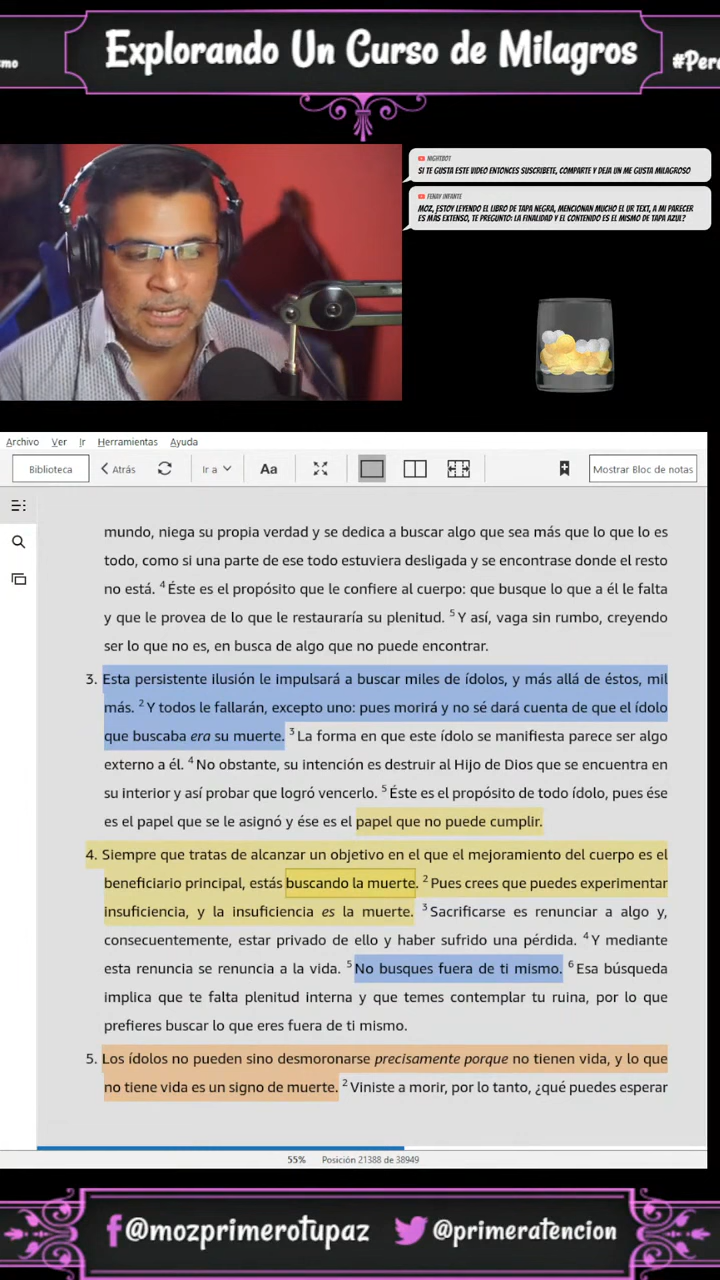 smo
Explorando Un Curso de Milagros
#Perd
NIGHTBOT
SI TE GUSTA ESTE VIDEO ENTONCES SUSCRIBETE, COMPARTE Y DEJA UN ME GUSTA MILAGROSO
FENAY INFANTE
MOZ, ESTOY LEYENDO EL LIBRO DE TAPA NEGRA, MENCIONAN MUCHO EL UR TEXT, A MI PARECER
ES MÁS EXTENSO, TE PREGUNTO: LA FINALIDAD Y EL CONTENIDO ES EL MISMO DE TAPA AZUL?
Archivo Ver Ir Herramientas Ayuda
Biblioteca Atrás Ir a Aa Mostrar Bloc de notas
mundo, niega su propia verdad y se dedica a buscar algo que sea más que lo que lo es
todo, como si una parte de ese todo estuviera desligada y se encontrase donde el resto
no está. ⁴ Éste es el propósito que le confiere al cuerpo: que busque lo que a él le falta
y que le provea de lo que le restauraría su plenitud. ⁵ Y así, vaga sin rumbo, creyendo
ser lo que no es, en busca de algo que no puede encontrar.
3. Esta persistente ilusión le impulsará a buscar miles de ídolos, y más allá de éstos, mil
más. ² Y todos le fallarán, excepto uno: pues morirá y no sé dará cuenta de que el ídolo
que buscaba era su muerte. ³ La forma en que este ídolo se manifiesta parece ser algo
externo a él. ⁴ No obstante, su intención es destruir al Hijo de Dios que se encuentra en
su interior y así probar que logró vencerlo. ⁵ Éste es el propósito de todo ídolo, pues ése
es el papel que se le asignó y ése es el papel que no puede cumplir.
4. Siempre que tratas de alcanzar un objetivo en el que el mejoramiento del cuerpo es el
beneficiario principal, estás buscando la muerte. ² Pues crees que puedes experimentar
insuficiencia, y la insuficiencia es la muerte. ³ Sacrificarse es renunciar a algo y,
consecuentemente, estar privado de ello y haber sufrido una pérdida. ⁴ Y mediante
esta renuncia se renuncia a la vida. ⁵ No busques fuera de ti mismo. ⁶ Esa búsqueda
implica que te falta plenitud interna y que temes contemplar tu ruina, por lo que
prefieres buscar lo que eres fuera de ti mismo.
5. Los ídolos no pueden sino desmoronarse precisamente porque no tienen vida, y lo que
no tiene vida es un signo de muerte. ² Viniste a morir, por lo tanto, ¿qué puedes esperar
55% Posición 21388 de 38949
f @mozprimerotupaz @primeratencion